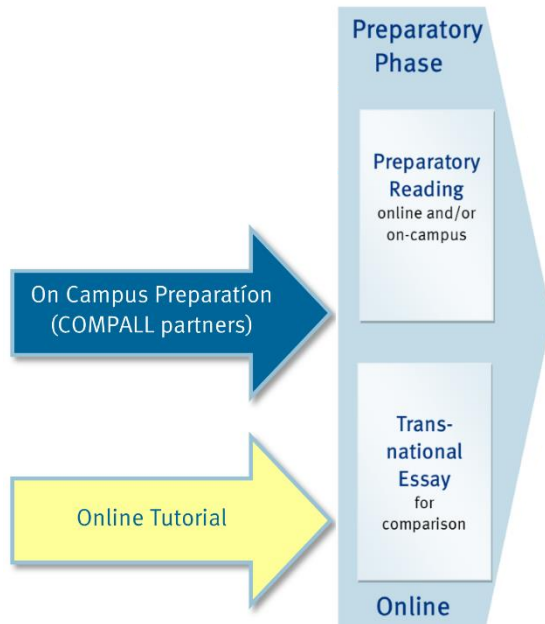 Preparatory
Phase
Preparatory
Reading
online and/or
on-campus
On Campus Preparation
(COMPALL partners)
Trans-
national
Essay
for
comparison
Online Tutorial
Online